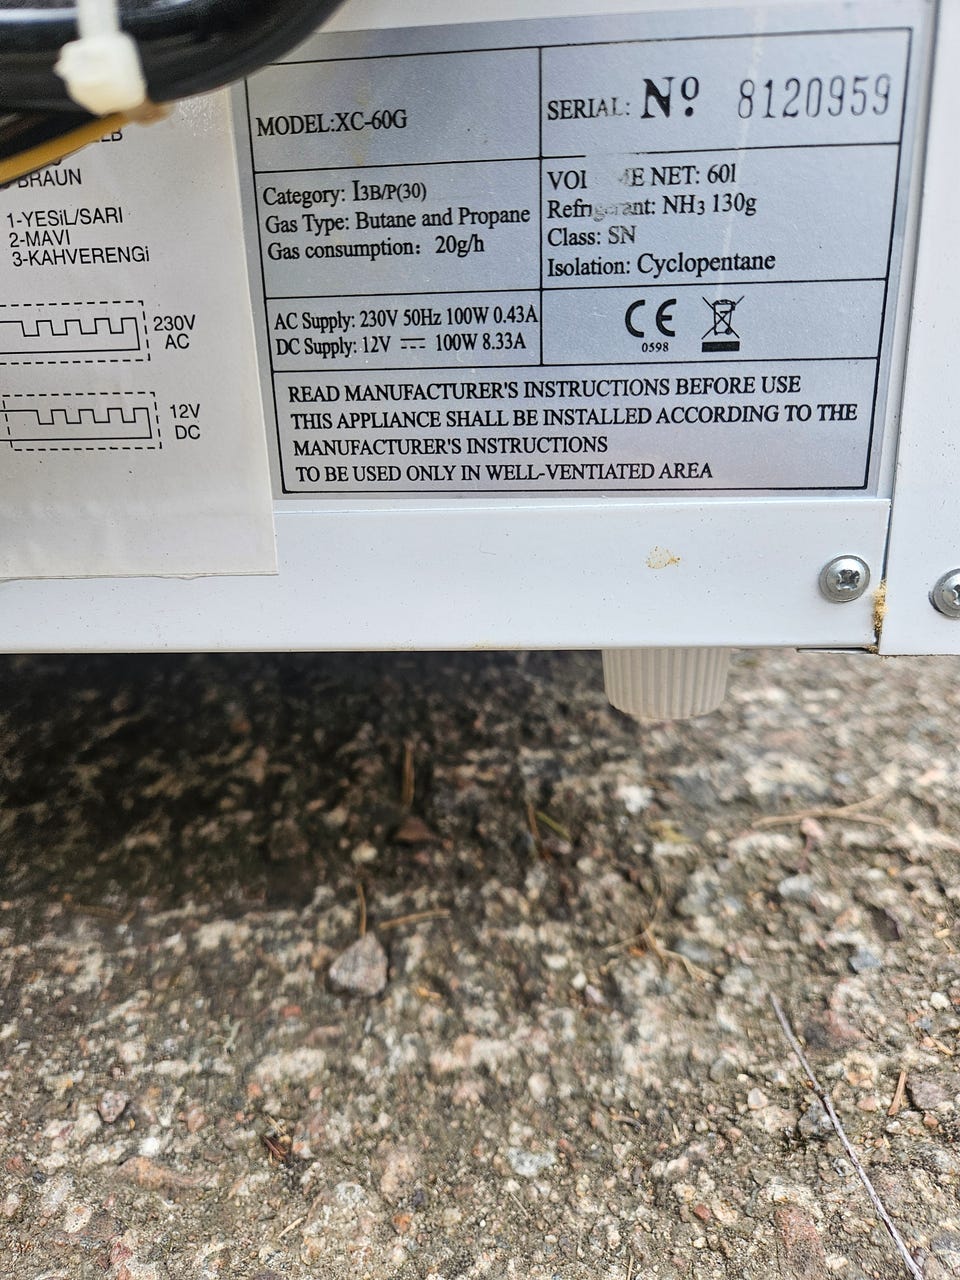 BRAUN
1-YESiL/SARI
2-MAVI
3-KAHVERENGi
230V
AC
12V
DC
MODEL:XC-60G
SERIAL: Nº 8120959
Category: I3B/P(30)
Gas Type: Butane and Propane
Gas consumption: 20g/h
NET: 60l
Refrigerant: NH3 130g
Class: SN
Isolation: Cyclopentane
AC Supply: 230V 50Hz 100W 0.43A
DC Supply: 12V 100W 8.33A
CE
0598
READ MANUFACTURER'S INSTRUCTIONS BEFORE USE
THIS APPLIANCE SHALL BE INSTALLED ACCORDING TO THE
MANUFACTURER'S INSTRUCTIONS
TO BE USED ONLY IN WELL-VENTIATED AREA